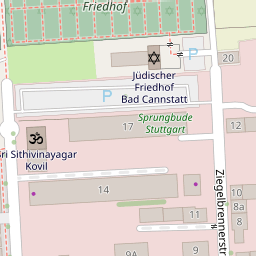 Friedhof
P
Jüdischer
Friedhof
Bad Cannstatt
20
P
Sprungbude
Stuttgart
17
Sri Sithivinayagar
Kovil
14
Ziegelbrennerstr
10
8a
8
11
9A
9